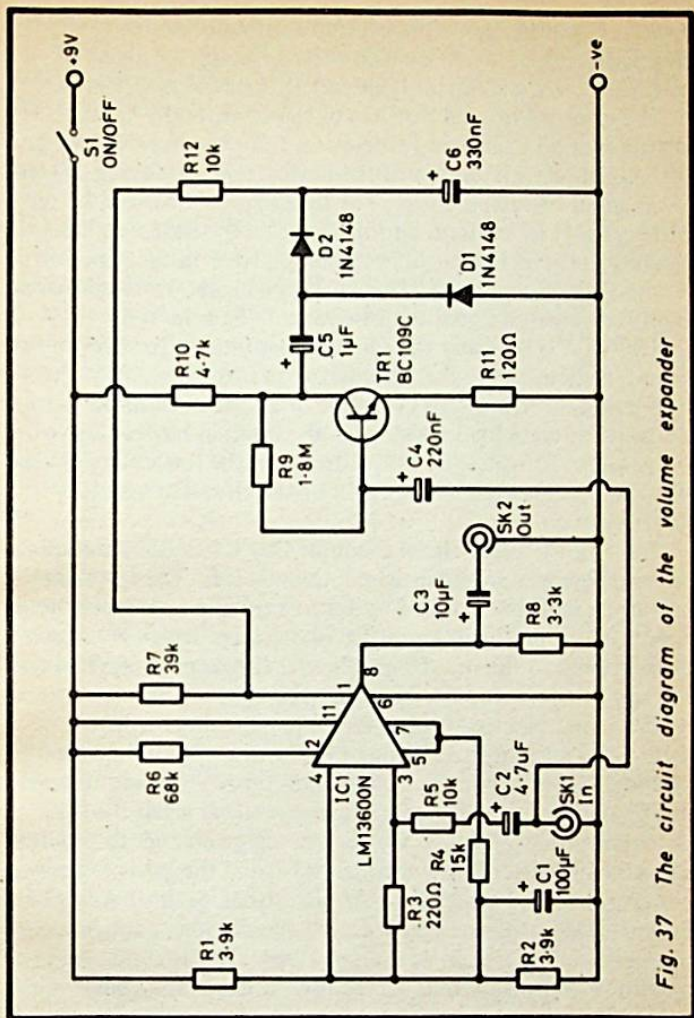 +9V
S1
ON/OFF
R12
10k
R10
4·7k
D2
1N4148
C5
1µF
+
C6
330nF
+
D1
1N4148
R9
1·8M
TR1
BC109C
R11
120Ω
C4
220nF
+
R7
39k
R6
68k
SK2
Out
C3
10µF
+
R8
3·3k
1
11
2
4
8
6
7
5
3
IC1
LM13600N
R5
10k
C2
4·7uF
+
SK1
In
R4
15k
R3
220Ω
C1
100µF
+
R1
3·9k
R2
3·9k
-ve
Fig. 37 The circuit diagram of the volume expander